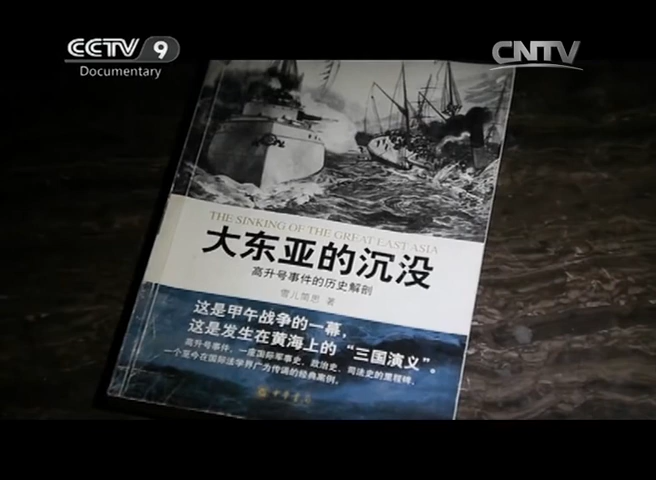 CCTV 9
Documentary
CNTV
THE SINKING OF THE GREAT EAST ASIA
大东亚的沉没
高升号事件的历史解剖
雪儿简思 著
这是甲午战争的一幕，
这是发生在黄海上的“三国演义”。
高升号事件，一座国际军事史、政治史、司法史的里程碑，
一个至今在国际法学界广为传诵的经典案例。
中华书局